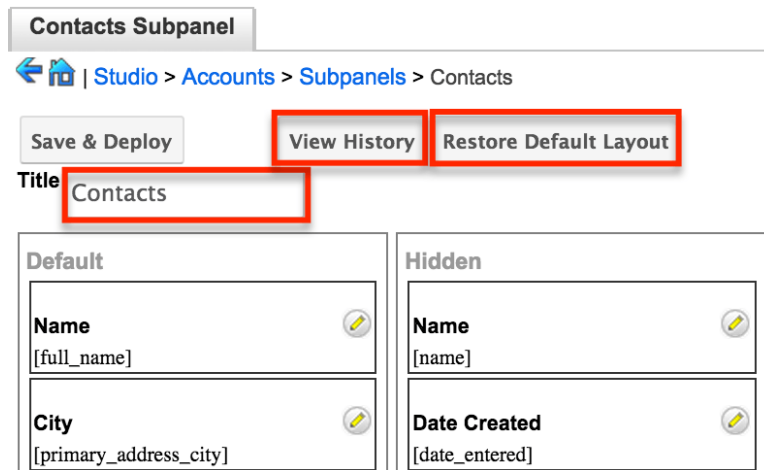 Contacts Subpanel
| Studio > Accounts > Subpanels > Contacts
Save & Deploy View History Restore Default Layout
Title Contacts
Default Hidden
Name Name
[full_name] [name]
City Date Created
[primary_address_city] [date_entered]